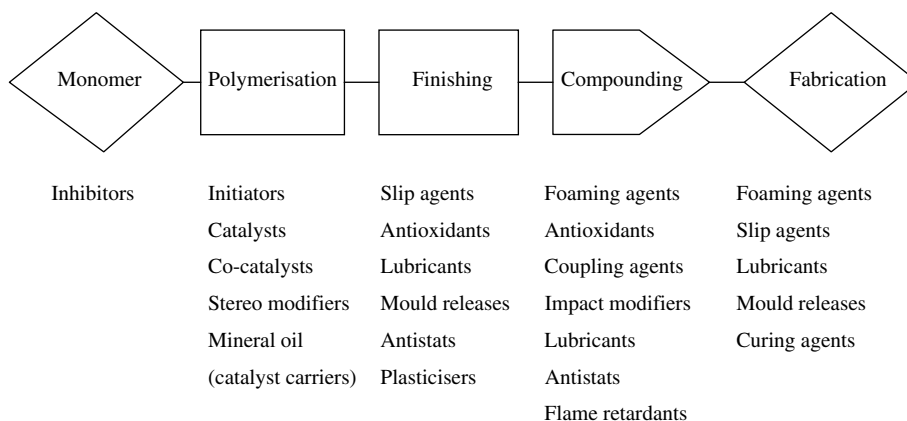 Monomer
Polymerisation
Finishing
Compounding
Fabrication
Inhibitors
Initiators
Catalysts
Co-catalysts
Stereo modifiers
Mineral oil
(catalyst carriers)
Slip agents
Antioxidants
Lubricants
Mould releases
Antistats
Plasticisers
Foaming agents
Antioxidants
Coupling agents
Impact modifiers
Lubricants
Antistats
Flame retardants
Foaming agents
Slip agents
Lubricants
Mould releases
Curing agents